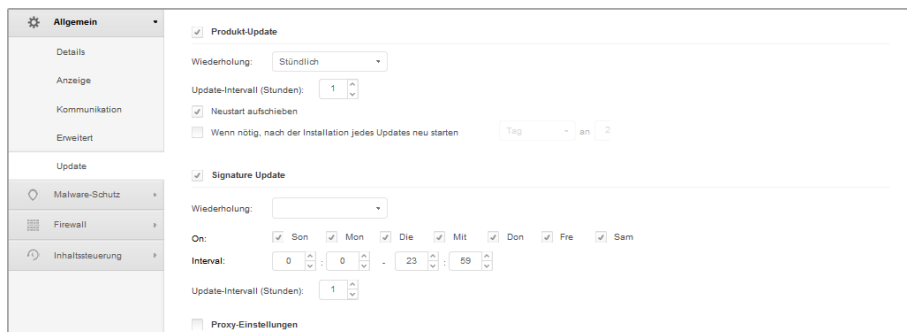 Allgemein
Details
Anzeige
Kommunikation
Erweitert
Update
Malware-Schutz
Firewall
Inhaltssteuerung
Produkt-Update
Wiederholung: Stündlich
Update-Intervall (Stunden): 1
Neustart aufschieben
Wenn nötig, nach der Installation jedes Updates neu starten Tag an 2
Signature Update
Wiederholung:
On: Son Mon Die Mit Don Fre Sam
Interval: 0 : 0 - 23 : 59
Update-Intervall (Stunden): 1
Proxy-Einstellungen